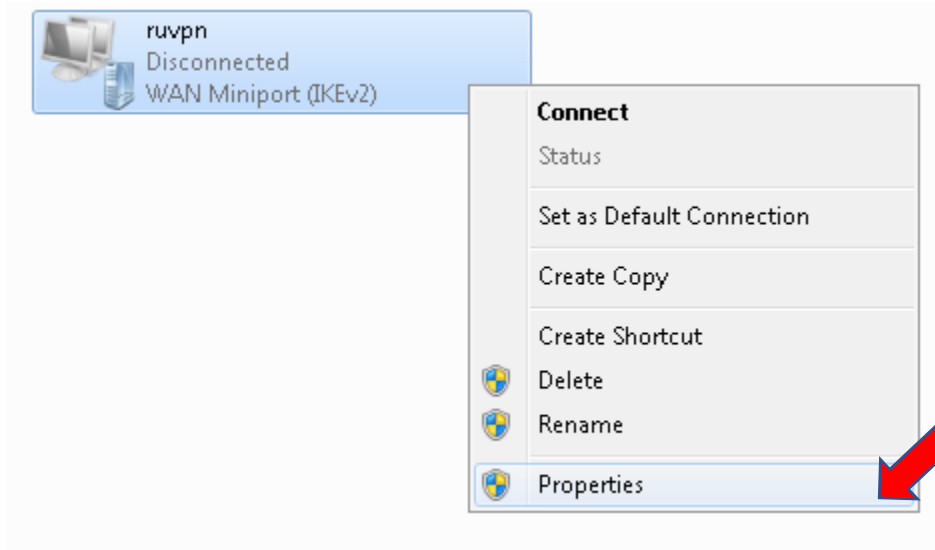 ruvpn
Disconnected
WAN Miniport (IKEv2)
Connect
Status
Set as Default Connection
Create Copy
Create Shortcut
Delete
Rename
Properties